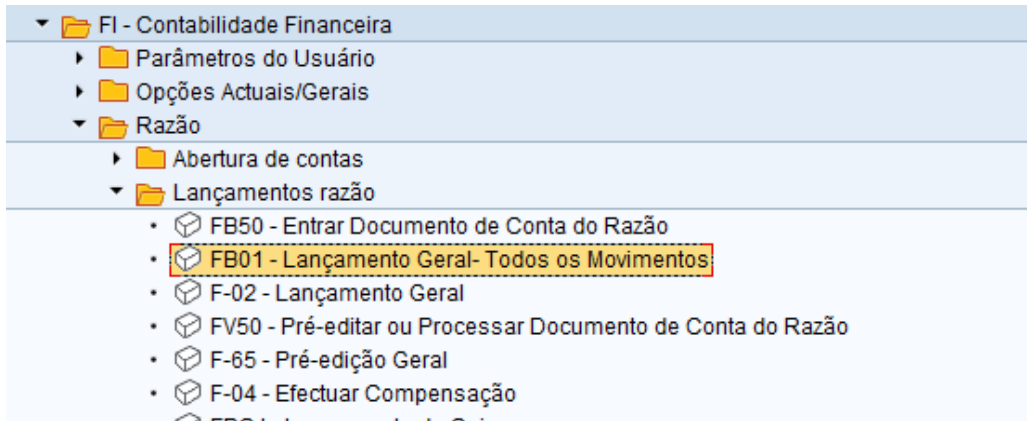 FI - Contabilidade Financeira
Parâmetros do Usuário
Opções Actuais/Gerais
Razão
Abertura de contas
Lançamentos razão
FB50 - Entrar Documento de Conta do Razão
FB01 - Lançamento Geral- Todos os Movimentos
F-02 - Lançamento Geral
FV50 - Pré-editar ou Processar Documento de Conta do Razão
F-65 - Pré-edição Geral
F-04 - Efectuar Compensação